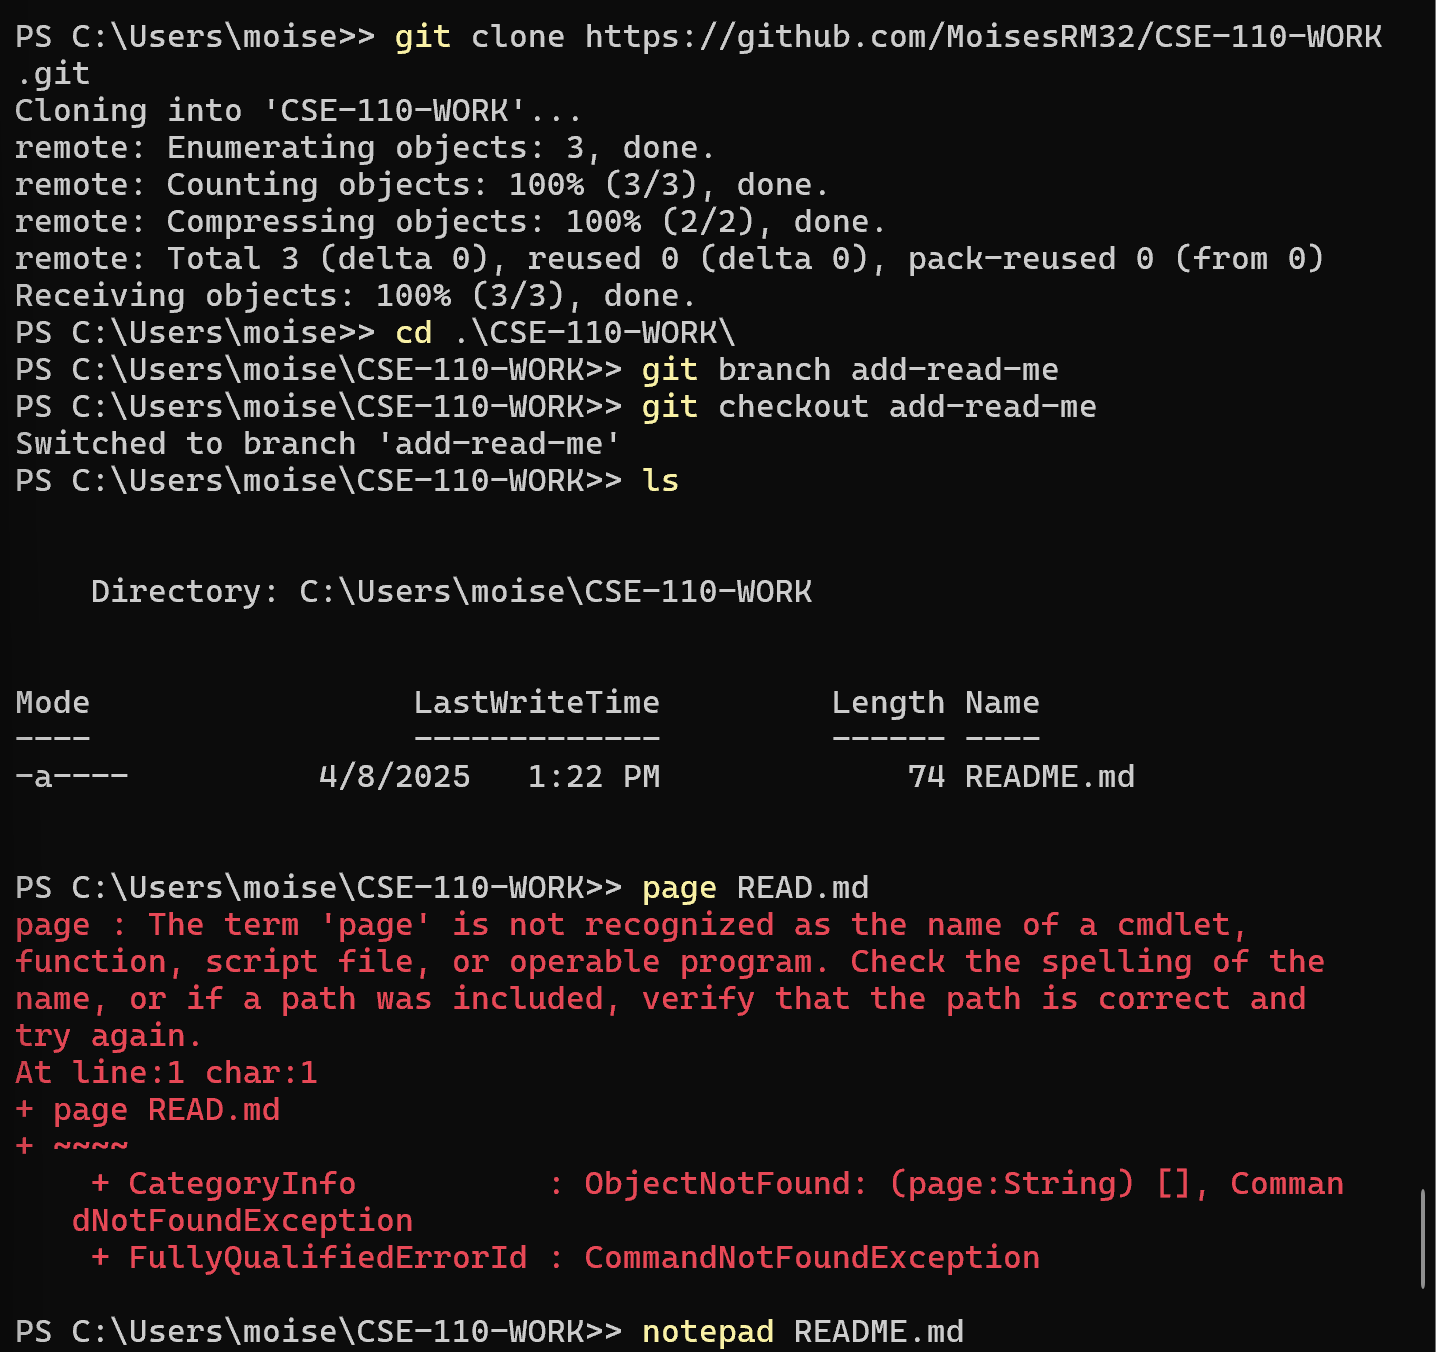 PS C:\Users\moise>> git clone https://github.com/MoisesRM32/CSE-110-WORK
.git
Cloning into 'CSE-110-WORK'...
remote: Enumerating objects: 3, done.
remote: Counting objects: 100% (3/3), done.
remote: Compressing objects: 100% (2/2), done.
remote: Total 3 (delta 0), reused 0 (delta 0), pack-reused 0 (from 0)
Receiving objects: 100% (3/3), done.
PS C:\Users\moise>> cd .\CSE-110-WORK\
PS C:\Users\moise\CSE-110-WORK>> git branch add-read-me
PS C:\Users\moise\CSE-110-WORK>> git checkout add-read-me
Switched to branch 'add-read-me'
PS C:\Users\moise\CSE-110-WORK>> ls
    Directory: C:\Users\moise\CSE-110-WORK
Mode                 LastWriteTime         Length Name
----                 -------------         ------ ----
-a----          4/8/2025   1:22 PM             74 README.md
PS C:\Users\moise\CSE-110-WORK>> page READ.md
page : The term 'page' is not recognized as the name of a cmdlet,
function, script file, or operable program. Check the spelling of the
name, or if a path was included, verify that the path is correct and
try again.
At line:1 char:1
+ page READ.md
+ ~~~~
    + CategoryInfo          : ObjectNotFound: (page:String) [], Comman
   dNotFoundException
    + FullyQualifiedErrorId : CommandNotFoundException
PS C:\Users\moise\CSE-110-WORK>> notepad README.md